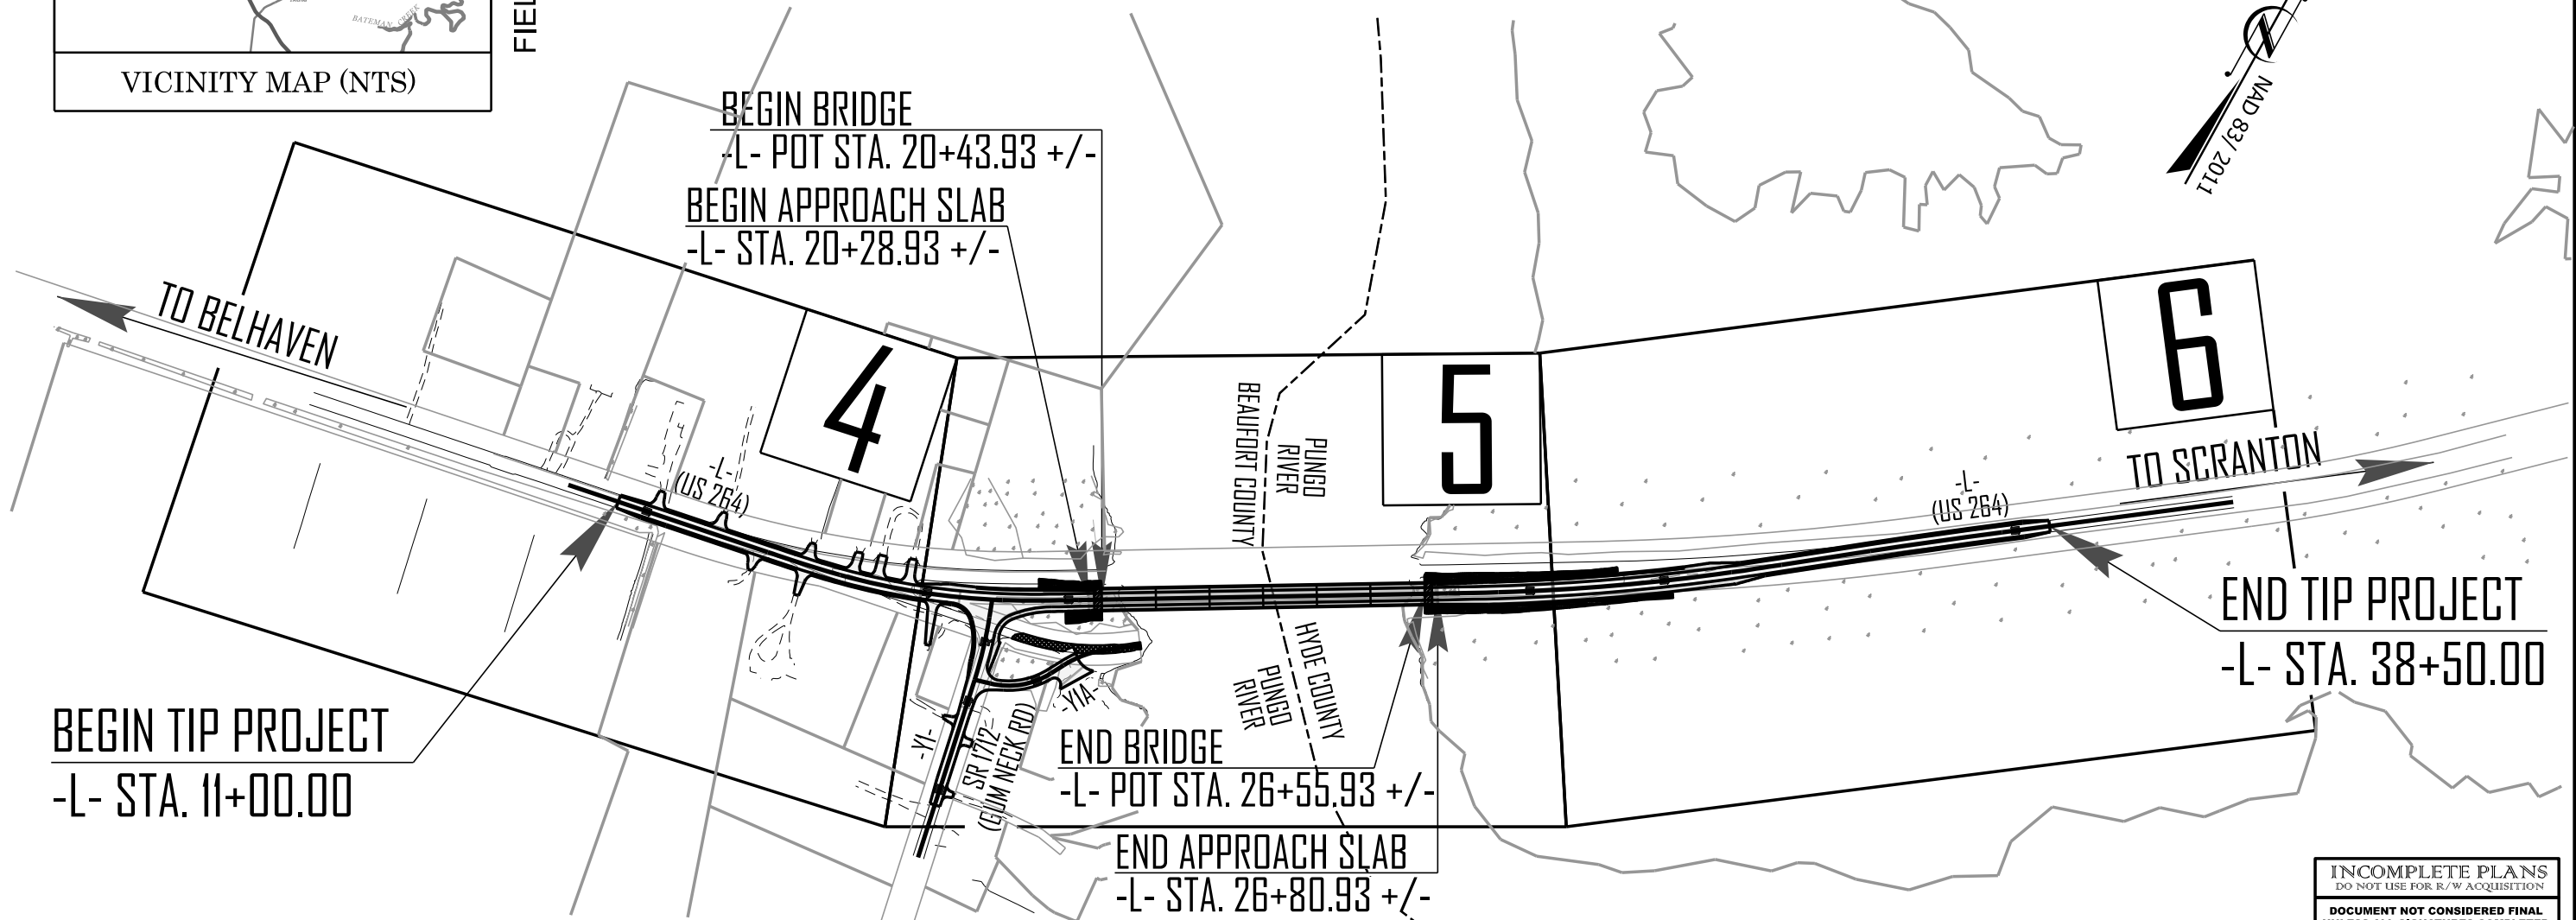 BATEMAN CREEK
VICINITY MAP (NTS)
FIEL
NAD 83/ 2011
BEGIN BRIDGE
-L- POT STA. 20+43.93 +/-
BEGIN APPROACH SLAB
-L- STA. 20+28.93 +/-
TO BELHAVEN
4
5
6
-L-
(US 264)
BEAUFORT COUNTY
PUNGO
RIVER
-L-
(US 264)
TO SCRANTON
HYDE COUNTY
PUNGO
RIVER
BEGIN TIP PROJECT
-L- STA. 11+00.00
END TIP PROJECT
-L- STA. 38+50.00
-Y1-
SR 1712
(GUM NECK RD)
-Y1A-
END BRIDGE
-L- POT STA. 26+55.93 +/-
END APPROACH SLAB
-L- STA. 26+80.93 +/-
INCOMPLETE PLANS
DO NOT USE FOR R/W ACQUISITION
DOCUMENT NOT CONSIDERED FINAL